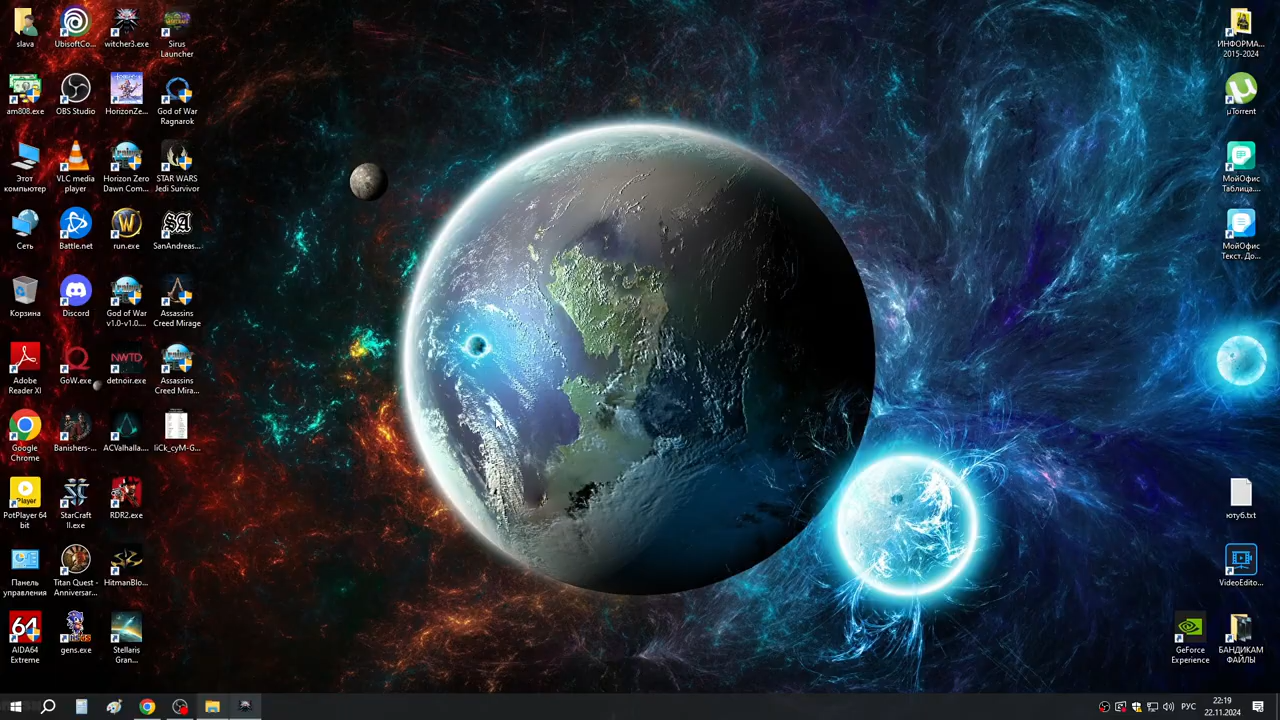 slava
UbisoftCo...
witcher3.exe
Sirus
Launcher
ИНФОРМА...
2015-2024
am808.exe
OBS Studio
HorizonZe...
God of War
Ragnarok
µTorrent
Этот
компьютер
VLC media
player
Horizon Zero
Dawn Com...
STAR WARS
Jedi Survivor
МойОфис
Таблица....
Сеть
Battle.net
run.exe
SanAndreas...
МойОфис
Текст. До...
Корзина
Discord
God of War
v1.0-v1.0....
Assassins
Creed Mirage
Adobe
Reader XI
GoW.exe
NWTD
detnoir.exe
Assassins
Creed Mira...
Google
Chrome
Banishers-...
ACValhalla....
liCk_cyM-G...
Player
PotPlayer 64
bit
StarCraft
II.exe
RDR2.exe
ютуб.txt
Панель
управления
Titan Quest -
Anniversar...
HitmanBlo...
VideoEdito...
64
AIDA64
Extreme
gens.exe
Stellaris
Gran...
GeForce
Experience
БАНДИКАМ
ФАЙЛЫ
РУС
22:19
22.11.2024